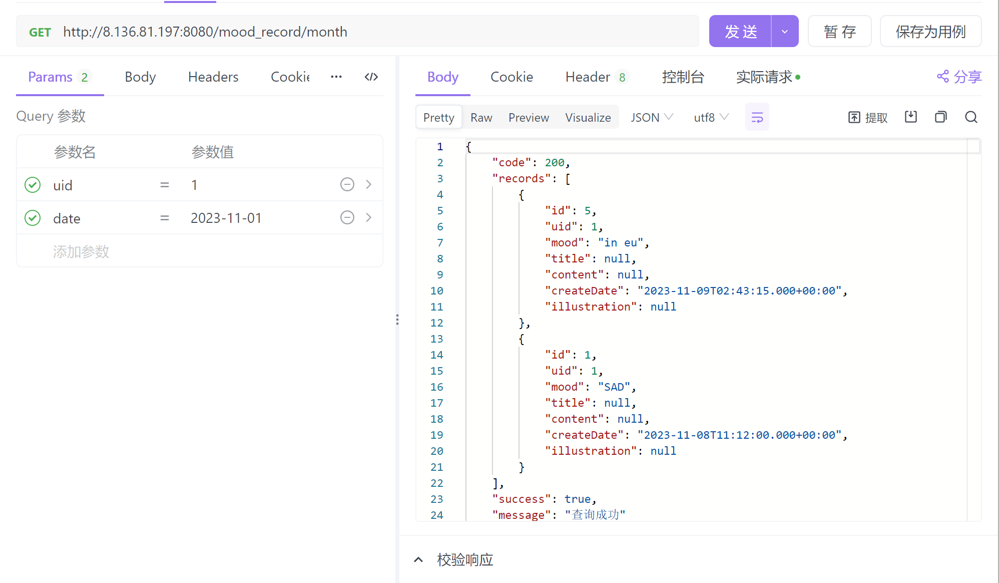 GET http://8.136.81.197:8080/mood_record/month 发 送 暂 存 保存为用例
Params 2 Body Headers Cookie ··· </>
Query 参数
参数名 参数值
uid = 1
date = 2023-11-01
添加参数
Body Cookie Header 8 控制台 实际请求 分享
Pretty Raw Preview Visualize JSON utf8 提取
1 {
2 "code": 200,
3 "records": [
4 {
5 "id": 5,
6 "uid": 1,
7 "mood": "in eu",
8 "title": null,
9 "content": null,
10 "createDate": "2023-11-09T02:43:15.000+00:00",
11 "illustration": null
12 },
13 {
14 "id": 1,
15 "uid": 1,
16 "mood": "SAD",
17 "title": null,
18 "content": null,
19 "createDate": "2023-11-08T11:12:00.000+00:00",
20 "illustration": null
21 }
22 ],
23 "success": true,
24 "message": "查询成功"
校验响应